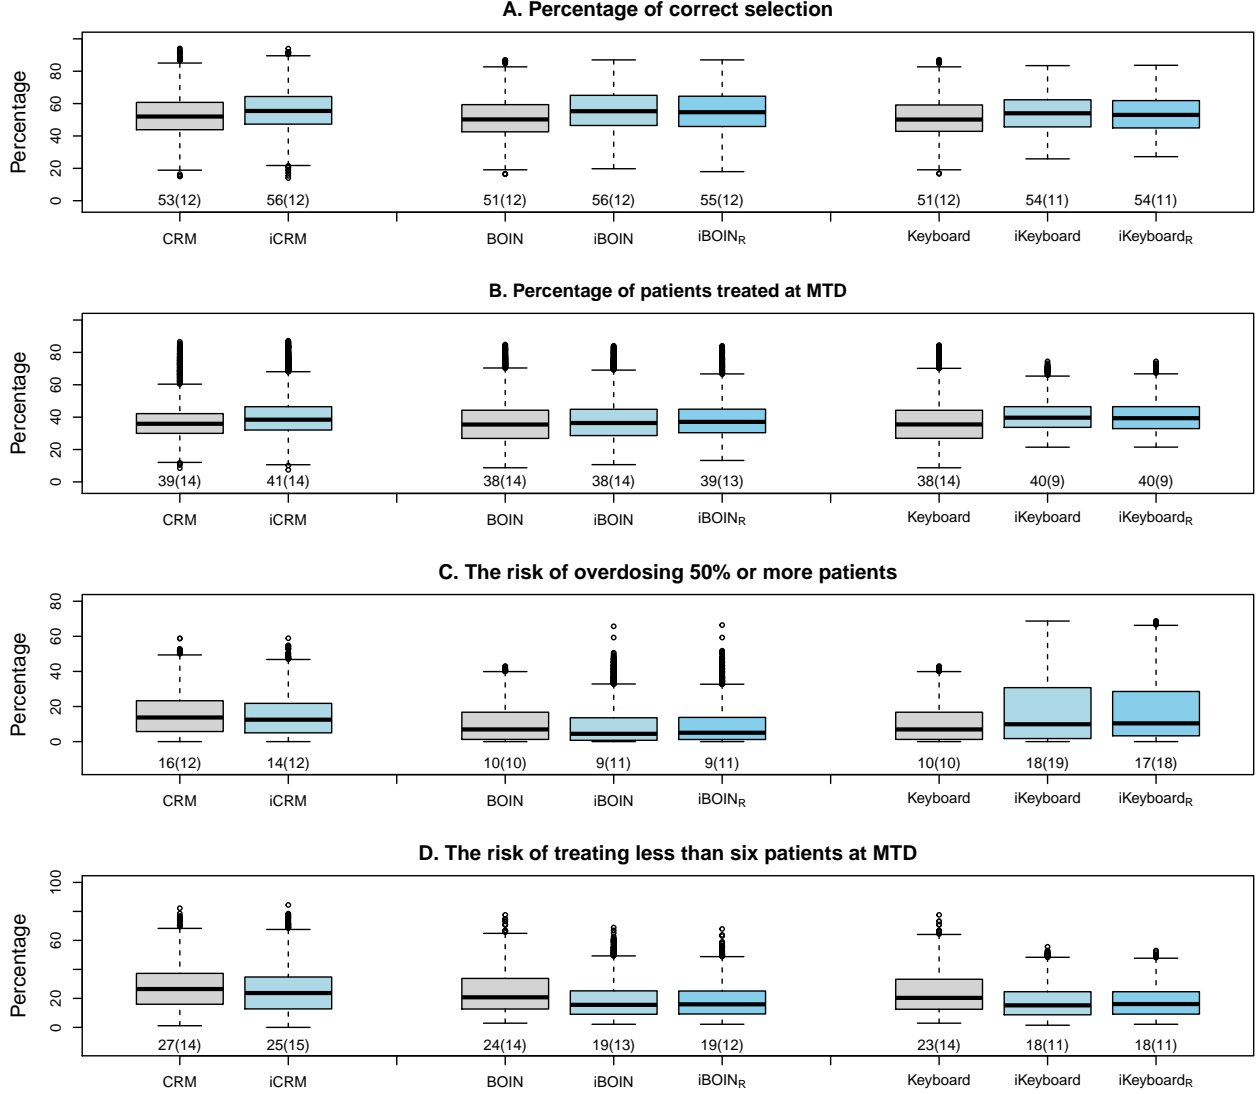 A. Percentage of correct selection
Percentage
0 20 40 60 80
53(12) 56(12) 51(12) 56(12) 55(12) 51(12) 54(11) 54(11)
CRM iCRM BOIN iBOIN iBOINR Keyboard iKeyboard iKeyboardR
B. Percentage of patients treated at MTD
Percentage
0 20 40 60 80
39(14) 41(14) 38(14) 38(14) 39(13) 38(14) 40(9) 40(9)
CRM iCRM BOIN iBOIN iBOINR Keyboard iKeyboard iKeyboardR
C. The risk of overdosing 50% or more patients
Percentage
0 20 40 60 80
16(12) 14(12) 10(10) 9(11) 9(11) 10(10) 18(19) 17(18)
CRM iCRM BOIN iBOIN iBOINR Keyboard iKeyboard iKeyboardR
D. The risk of treating less than six patients at MTD
Percentage
0 20 60 100
27(14) 25(15) 24(14) 19(13) 19(12) 23(14) 18(11) 18(11)
CRM iCRM BOIN iBOIN iBOINR Keyboard iKeyboard iKeyboardR